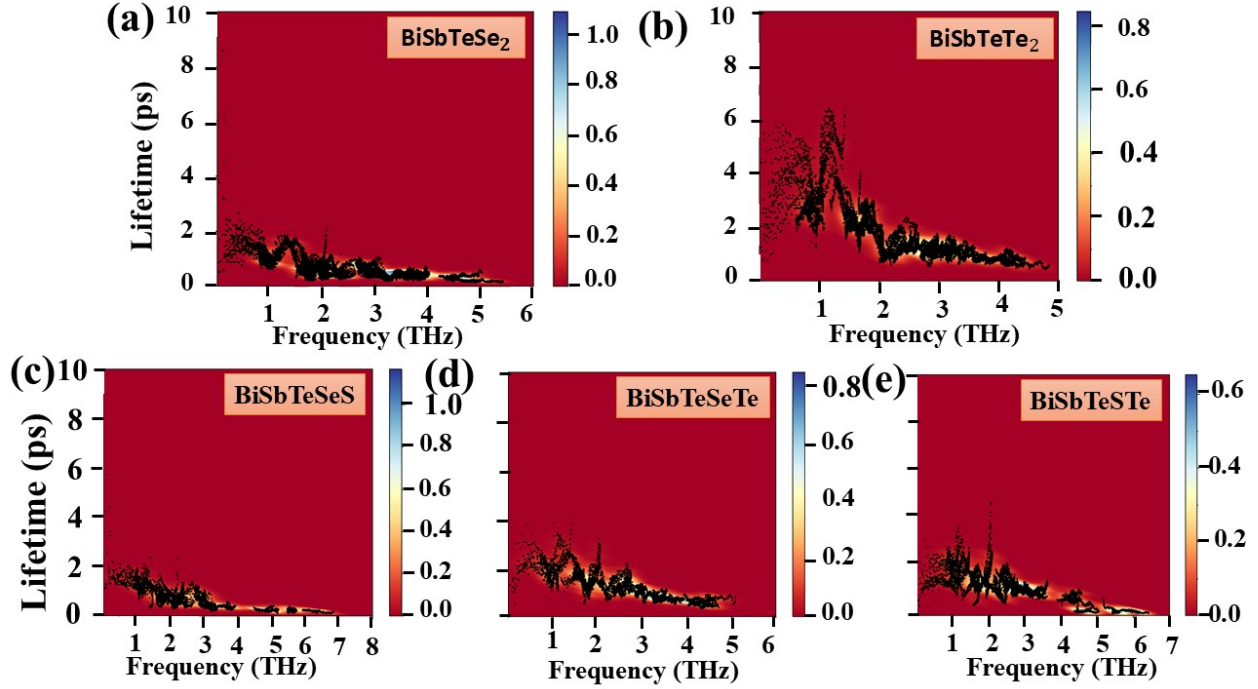 (a)
BiSbTeSe₂
Lifetime (ps)
10
8
6
4
2
0
1 2 3 4 5 6
Frequency (THz)
1.0
0.8
0.6
0.4
0.2
0.0
(b)
BiSbTeTe₂
10
8
6
4
2
0
1 2 3 4 5
Frequency (THz)
0.8
0.6
0.4
0.2
0.0
(c)
BiSbTeSeS
Lifetime (ps)
10
8
6
4
2
0
1 2 3 4 5 6 7 8
Frequency (THz)
1.0
0.8
0.6
0.4
0.2
0.0
(d)
BiSbTeSeTe
1 2 3 4 5 6
Frequency (THz)
0.8
0.6
0.4
0.2
0.0
(e)
BiSbTeSTe
1 2 3 4 5 6 7
Frequency (THz)
0.6
0.4
0.2
0.0